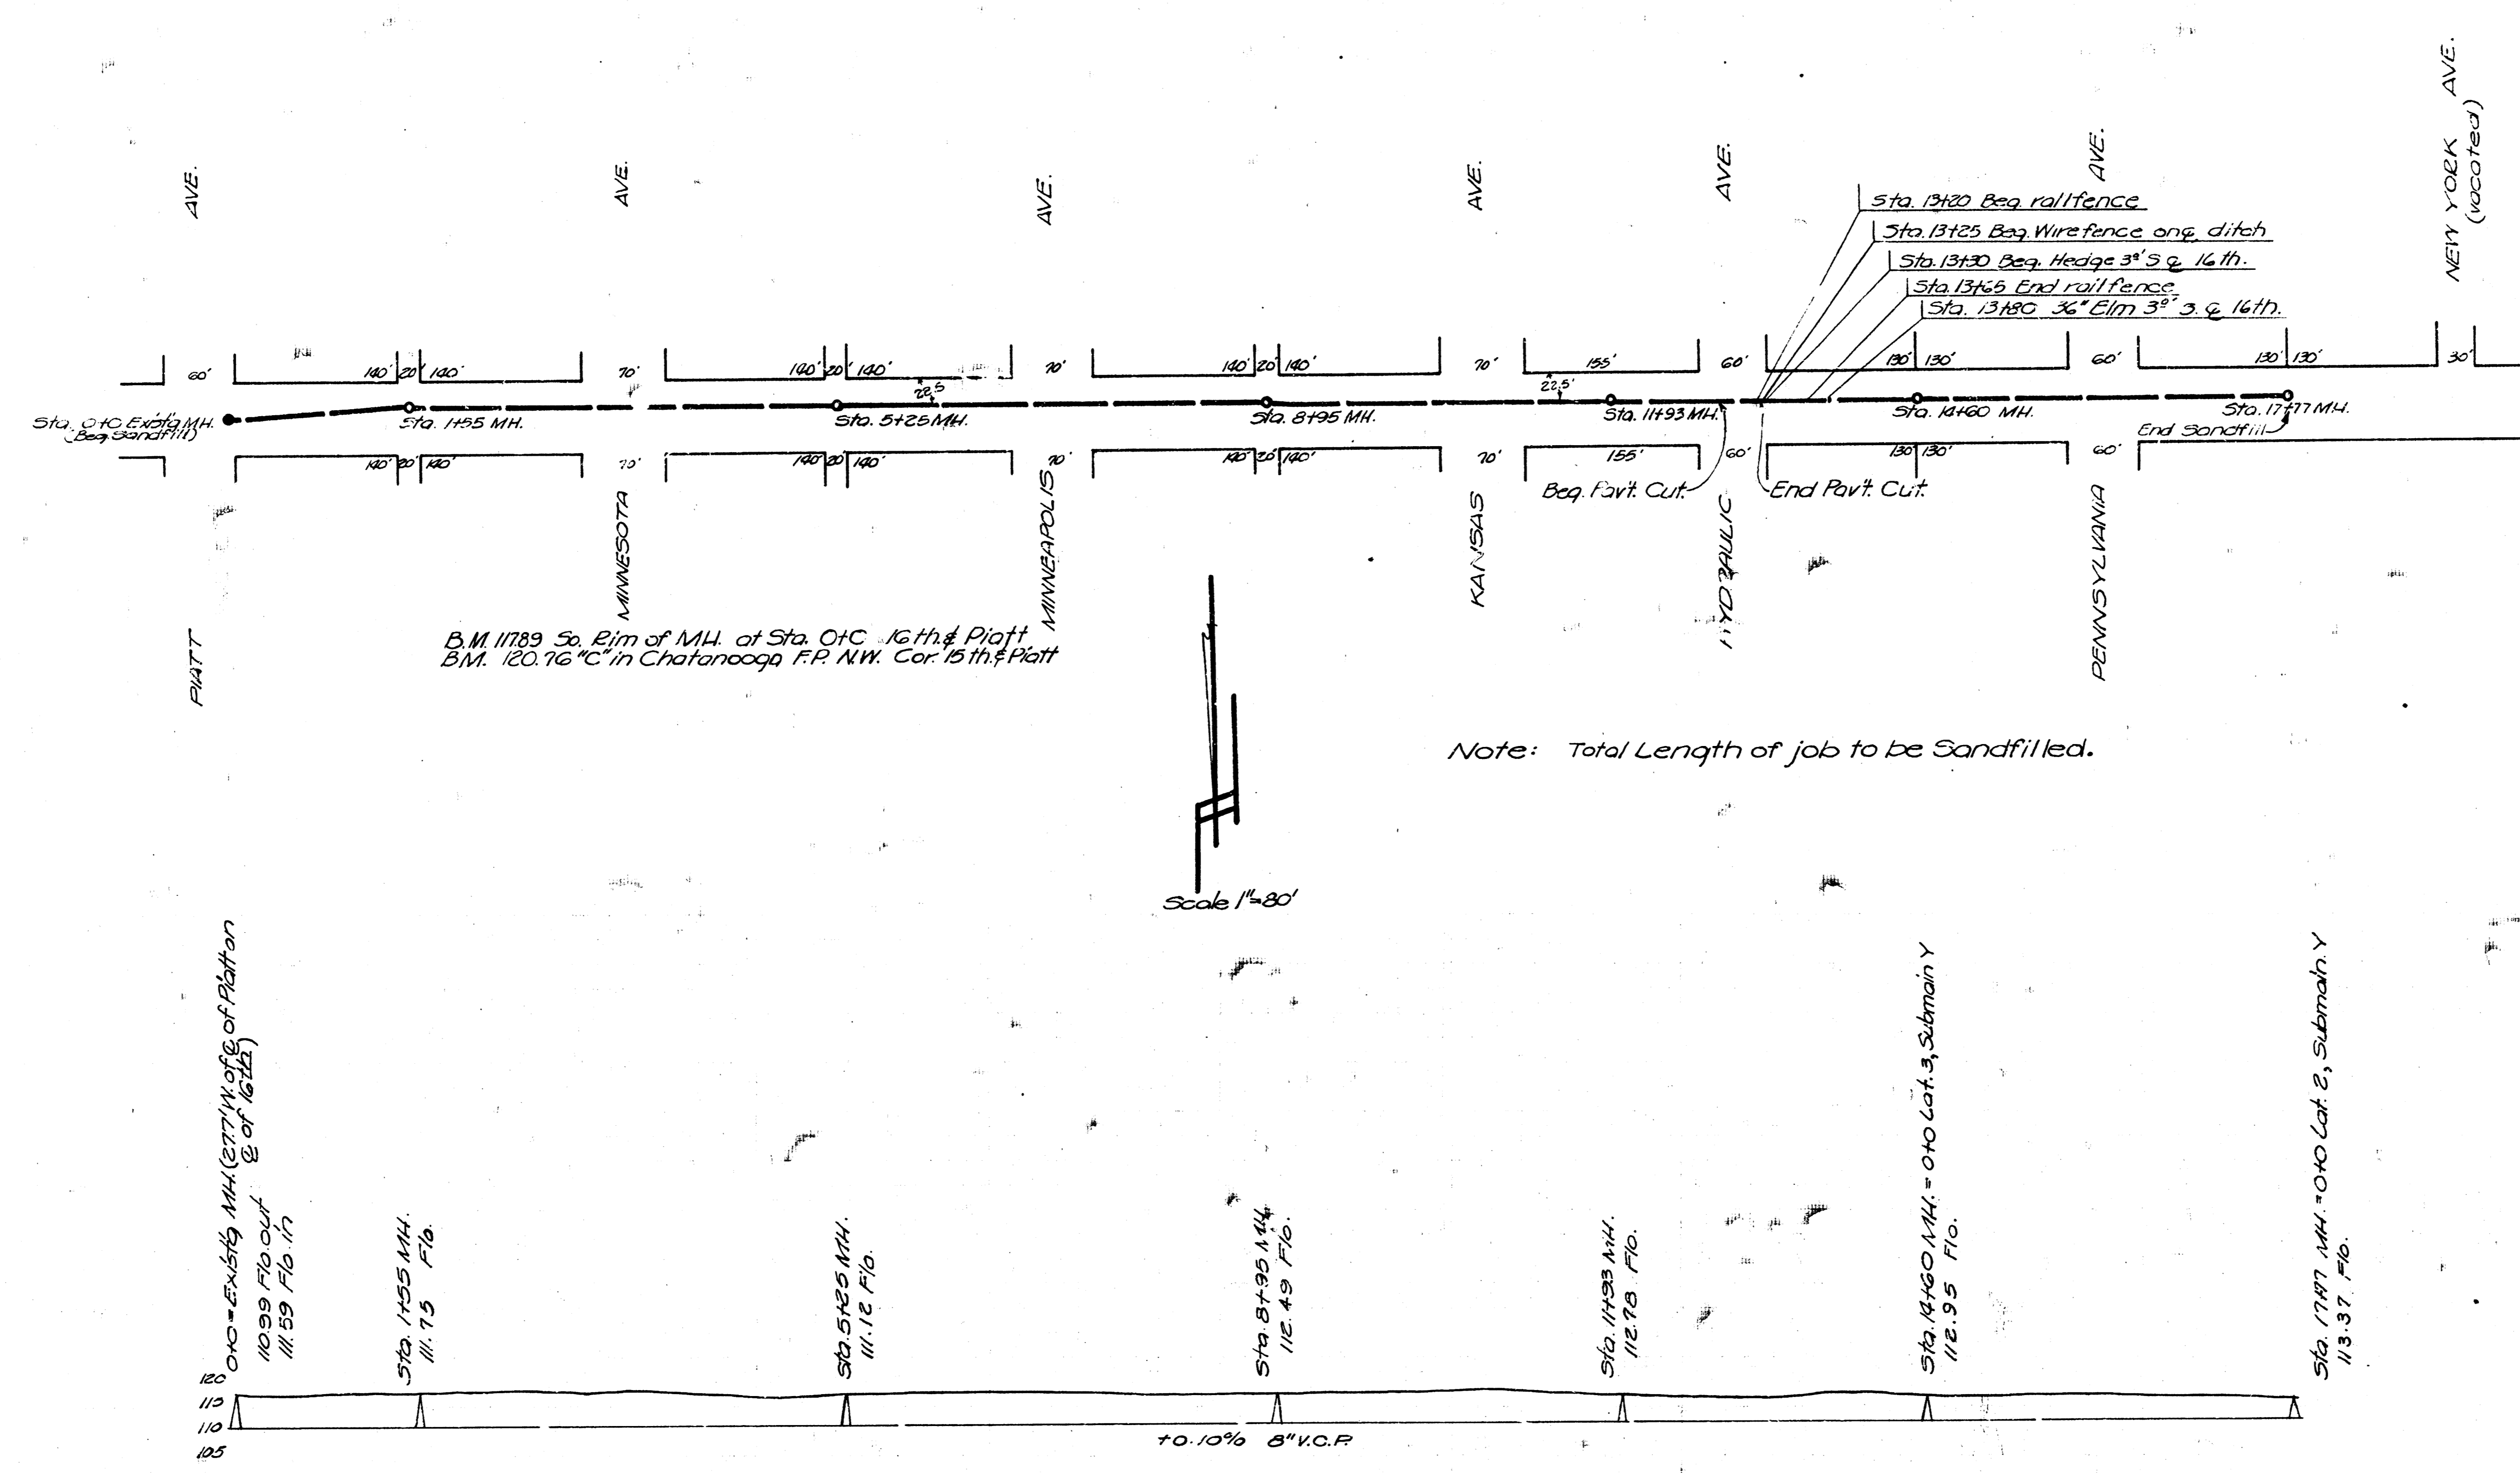 AVE.
AVE.
AVE.
AVE.
AVE.
AVE.
NEW YORK AVE.
(vacated)
Sta. 13+20 Beg. railfence
Sta. 13+25 Beg. Wire fence on ℄ ditch
Sta. 13+30 Beg. Hedge 3º' S ℄ 16th.
Sta. 13+65 End railfence
Sta. 13+80 36" Elm 3º' S. ℄ 16th.
60' 140' 20' 140' 70' 140' 20' 140' 70' 140' 20' 140' 70' 155' 60' 130' 130' 60' 130' 130' 30'
22.5 22.5'
Sta. 0+0 Exist'g MH.
(Beg. Sandfill)
Sta. 1+55 MH.
Sta. 5+25 MH.
Sta. 8+95 MH.
Sta. 11+93 MH.
Sta. 14+60 MH.
Sta. 17+77 MH.
End Sandfill
140' 20' 140' 70' 140' 20' 140' 70' 140' 20' 140' 70' 155' 60' 130' 130' 60'
Beg. Pav't. Cut.
End Pav't. Cut.
PIATT
MINNESOTA
MINNEAPOLIS
KANSAS
HYDRAULIC
PENNSYLVANIA
B.M. 117.89 So. Rim of MH. at Sta. 0+0 16th. & Piatt
B.M. 120.76 "C" in Chatanooga F.P. N.W. Cor. 15th. & Piatt
Note: Total Length of job to be Sandfilled.
Scale 1"=80'
0+0=Exist'g MH.(27.7' W. of ℄ of Piatt on
℄ of 16th)
110.99 Flo. out
111.59 Flo. in
Sta. 1+55 MH.
111.75 Flo.
Sta. 5+25 MH.
111.12 Flo.
Sta. 8+95 MH.
112.49 Flo.
Sta. 11+93 MH.
112.78 Flo.
Sta. 14+60 MH. = 0+0 Lat. 3, Submain Y
112.95 Flo.
Sta. 17+77 MH. = 0+0 Lat. 2, Submain. Y
113.37 Flo.
120
115
110
105
+0.10% 8" V.C.P.